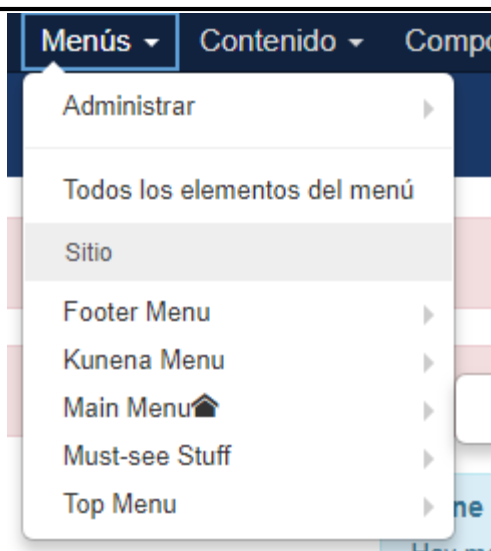 Menús Contenido
Administrar
Todos los elementos del menú
Sitio
Footer Menu
Kunena Menu
Main Menu
Must-see Stuff
Top Menu